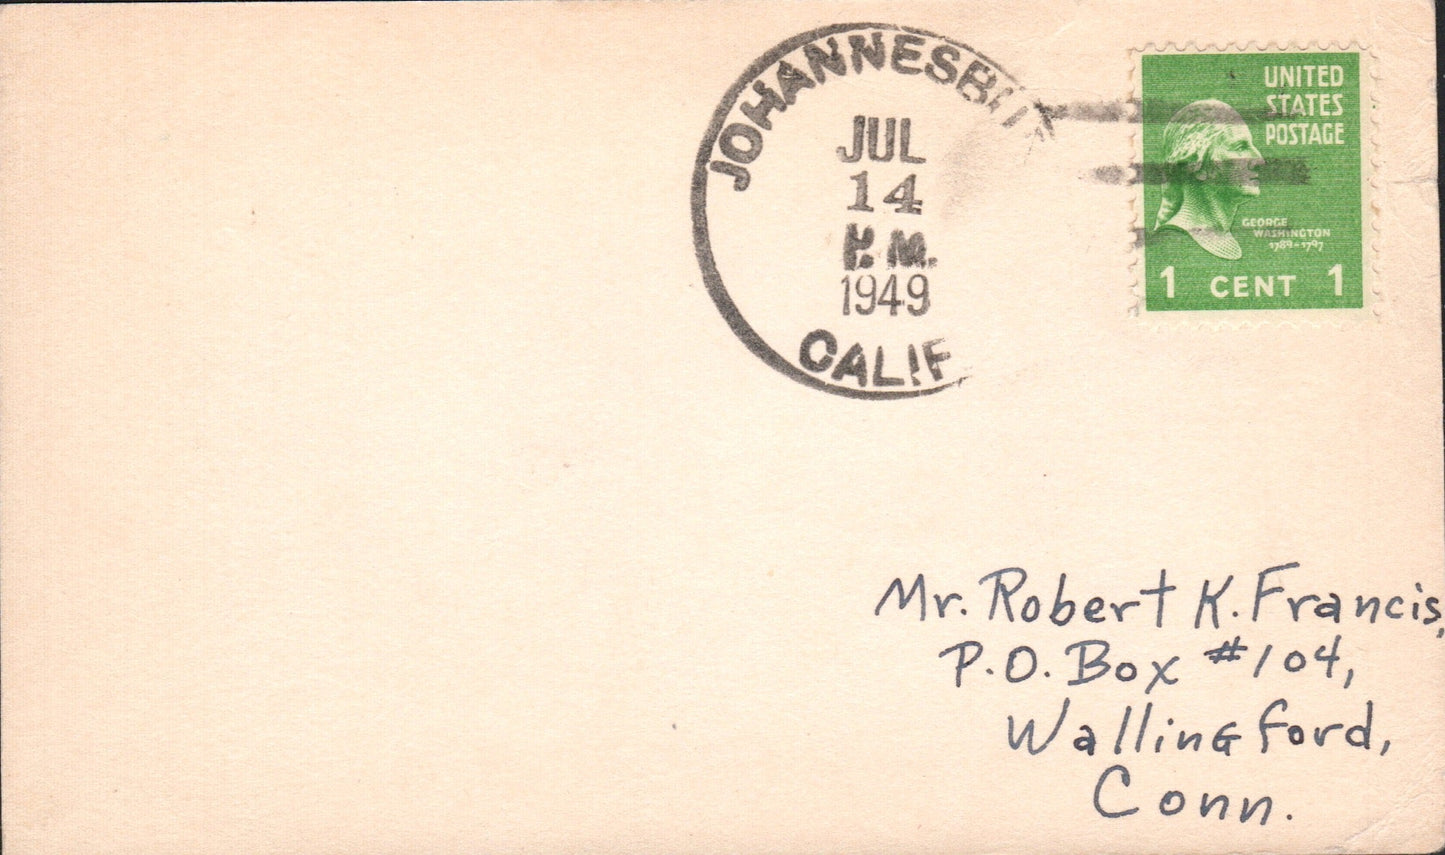 JOHANNESBUR
JUL
14
P.M.
1949
CALIF
UNITED
STATES
POSTAGE
GEORGE
WASHINGTON
1789-1797
1 CENT 1
Mr. Robert K. Francis,
P.O. Box #104,
Wallingford,
Conn.